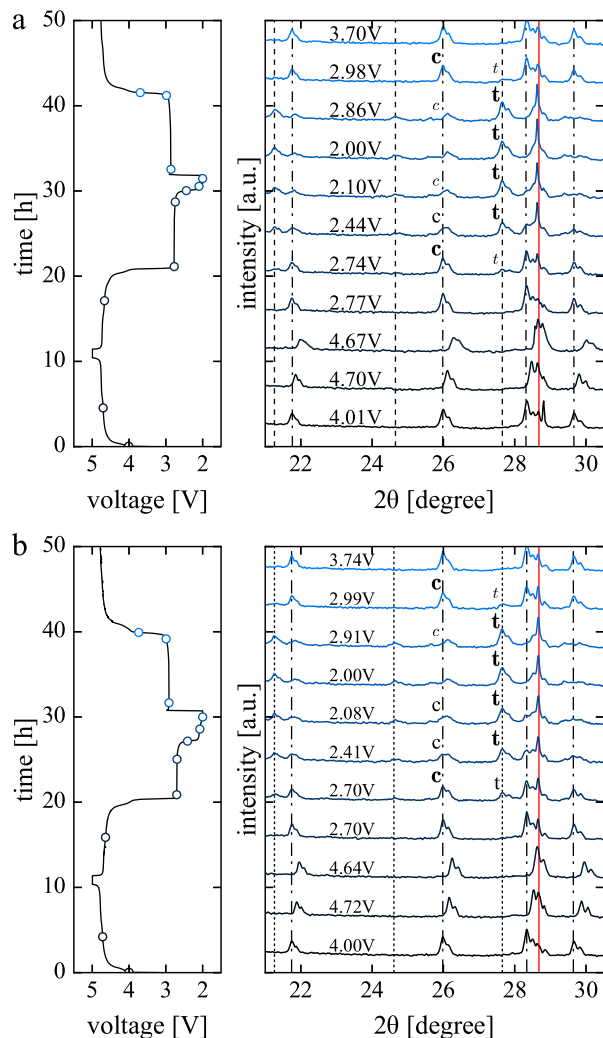 a
50
40
30
20
10
0
time [h]
5 4 3 2
voltage [V]
intensity [a.u.]
3.70V
c
2.98V t
t
2.86V c
t
2.00V
t
2.10V c
t
2.44V c
c
2.74V t
2.77V
4.67V
4.70V
4.01V
22 24 26 28 30
2θ [degree]
b
50
40
30
20
10
0
time [h]
5 4 3 2
voltage [V]
intensity [a.u.]
3.74V
c
2.99V t
t
2.91V c
t
2.00V
t
2.08V c
t
2.41V c
c
2.70V t
2.70V
4.64V
4.72V
4.00V
22 24 26 28 30
2θ [degree]